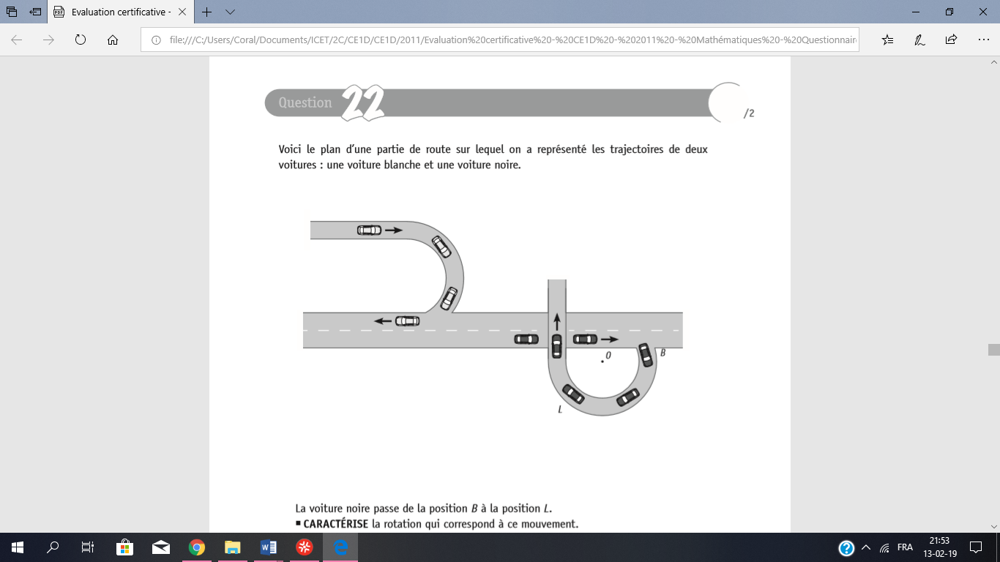 Evaluation certificative -
file:///C:/Users/Coral/Documents/ICET/2C/CE1D/CE1D/2011/Evaluation%20certificative%20-%20CE1D%20-%202011%20-%20Mathématiques%20-%20Questionnair
Question 22
/2
Voici le plan d'une partie de route sur lequel on a représenté les trajectoires de deux
voitures : une voiture blanche et une voiture noire.
O
B
L
La voiture noire passe de la position B à la position L.
▪ CARACTÉRISE la rotation qui correspond à ce mouvement.
FRA
21:53
13-02-19